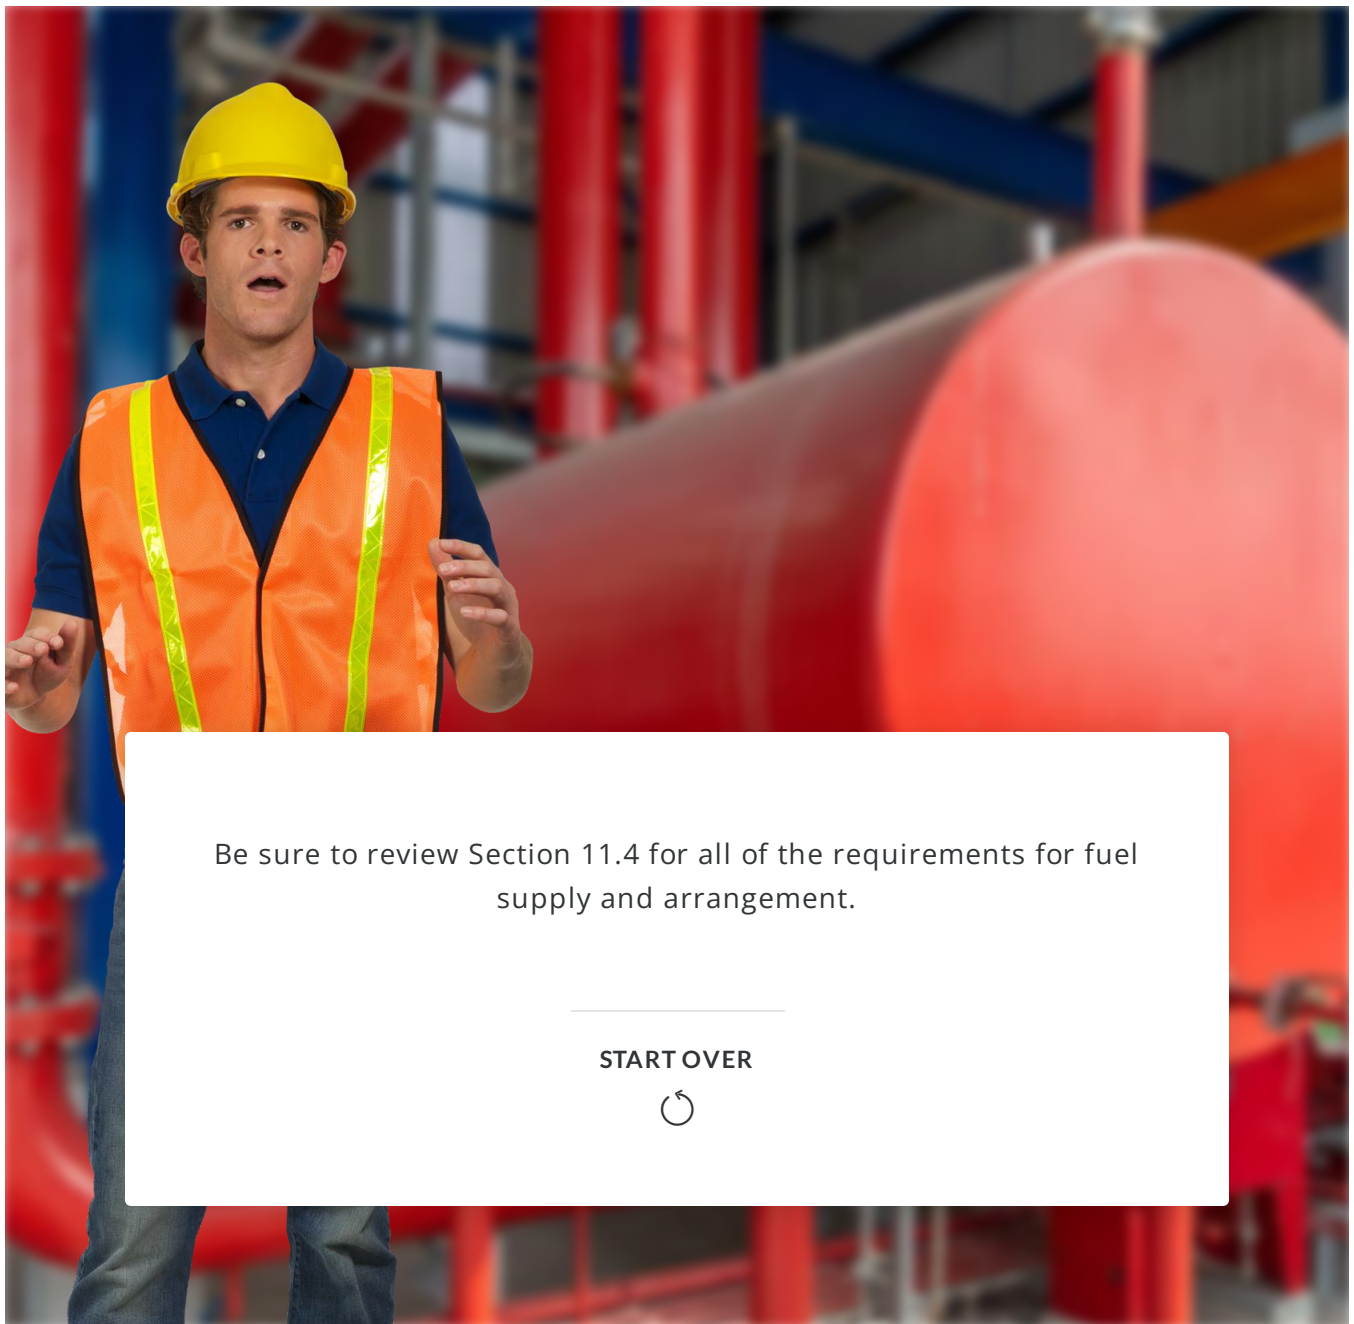 Be sure to review Section 11.4 for all of the requirements for fuel
supply and arrangement.
START OVER